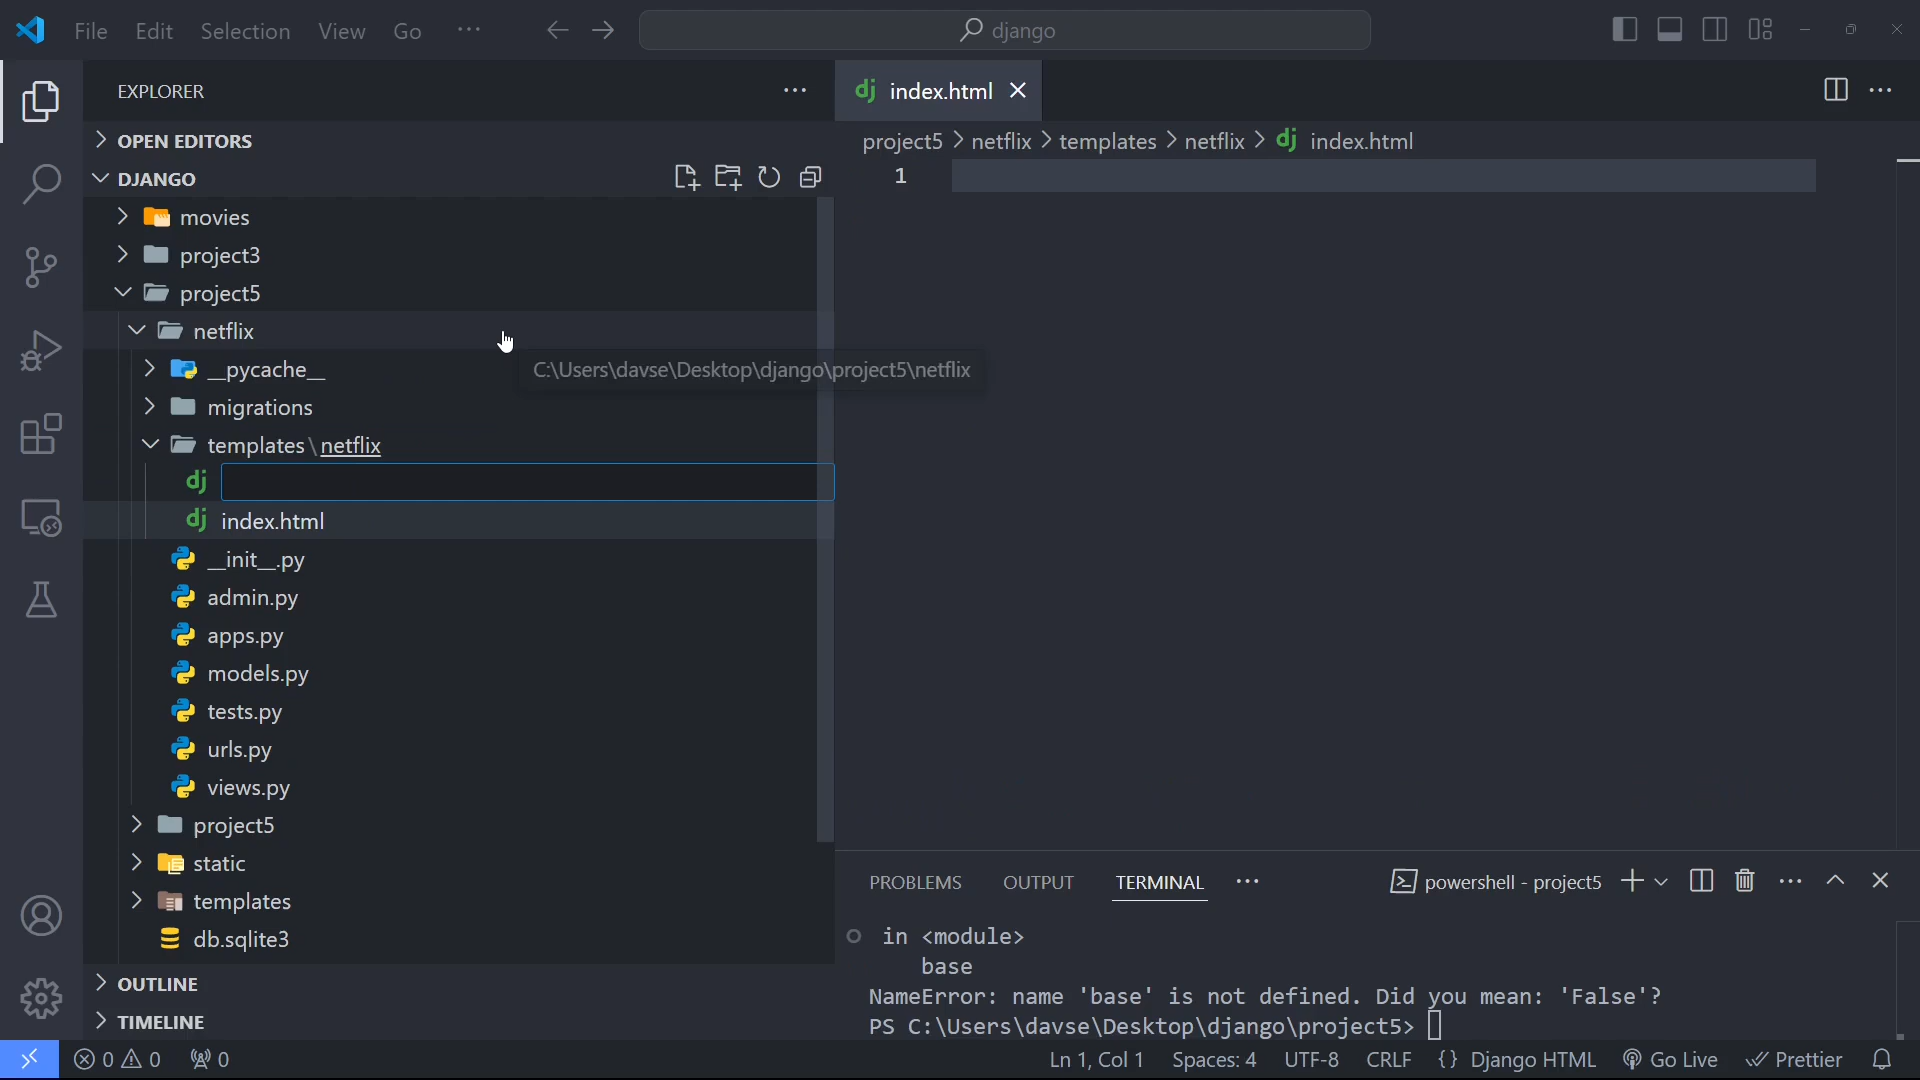 File Edit Selection View Go ···
django
EXPLORER
OPEN EDITORS
DJANGO
movies
project3
project5
netflix
__pycache__
migrations
templates\netflix
dj
dj index.html
__init__.py
admin.py
apps.py
models.py
tests.py
urls.py
views.py
project5
static
templates
db.sqlite3
OUTLINE
TIMELINE
C:\Users\davse\Desktop\django\project5\netflix
dj index.html
project5 > netflix > templates > netflix > dj index.html
1
PROBLEMS OUTPUT TERMINAL ···
powershell - project5
in <module>
base
NameError: name 'base' is not defined. Did you mean: 'False'?
PS C:\Users\davse\Desktop\django\project5>
0 0 0
Ln 1, Col 1 Spaces: 4 UTF-8 CRLF {} Django HTML Go Live Prettier